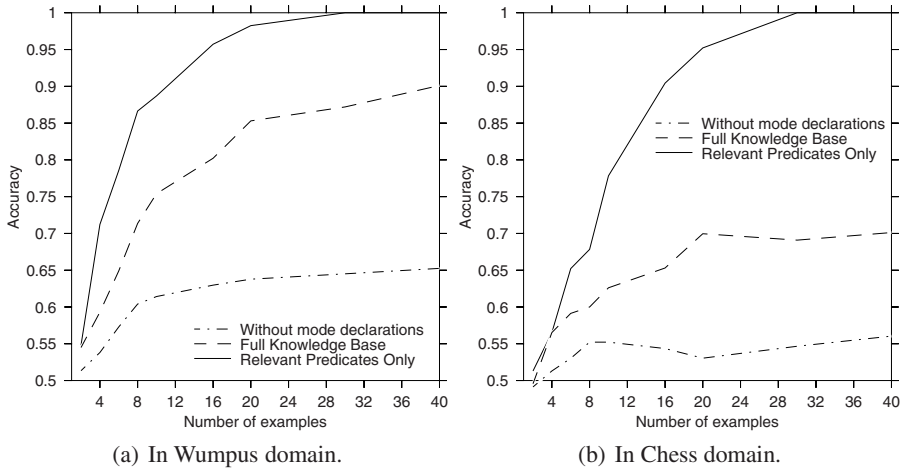 1
0.95
0.9
0.85
0.8
0.75
0.7
0.65
0.6
0.55
0.5
Accuracy
Without mode declarations
Full Knowledge Base
Relevant Predicates Only
4 8 12 16 20 24 28 32 36 40
Number of examples
(a) In Wumpus domain.
1
0.95
0.9
0.85
0.8
0.75
0.7
0.65
0.6
0.55
0.5
Accuracy
Without mode declarations
Full Knowledge Base
Relevant Predicates Only
4 8 12 16 20 24 28 32 36 40
Number of examples
(b) In Chess domain.